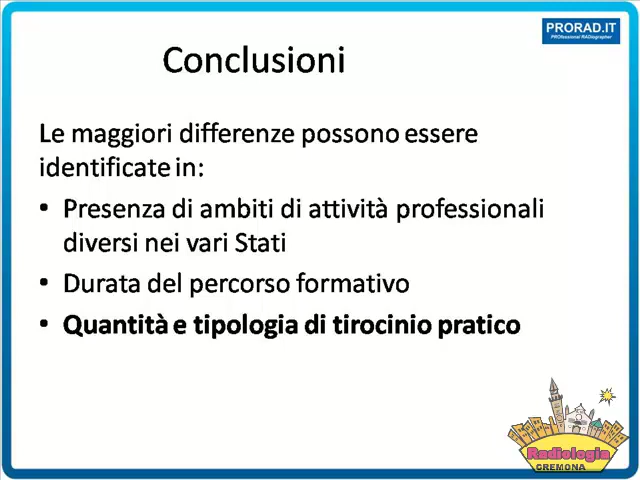 PRORAD.IT
PROfessional RADiographer
Conclusioni
Le maggiori differenze possono essere
identificate in:
• Presenza di ambiti di attività professionali
diversi nei vari Stati
• Durata del percorso formativo
• Quantità e tipologia di tirocinio pratico
Radiologia
CREMONA